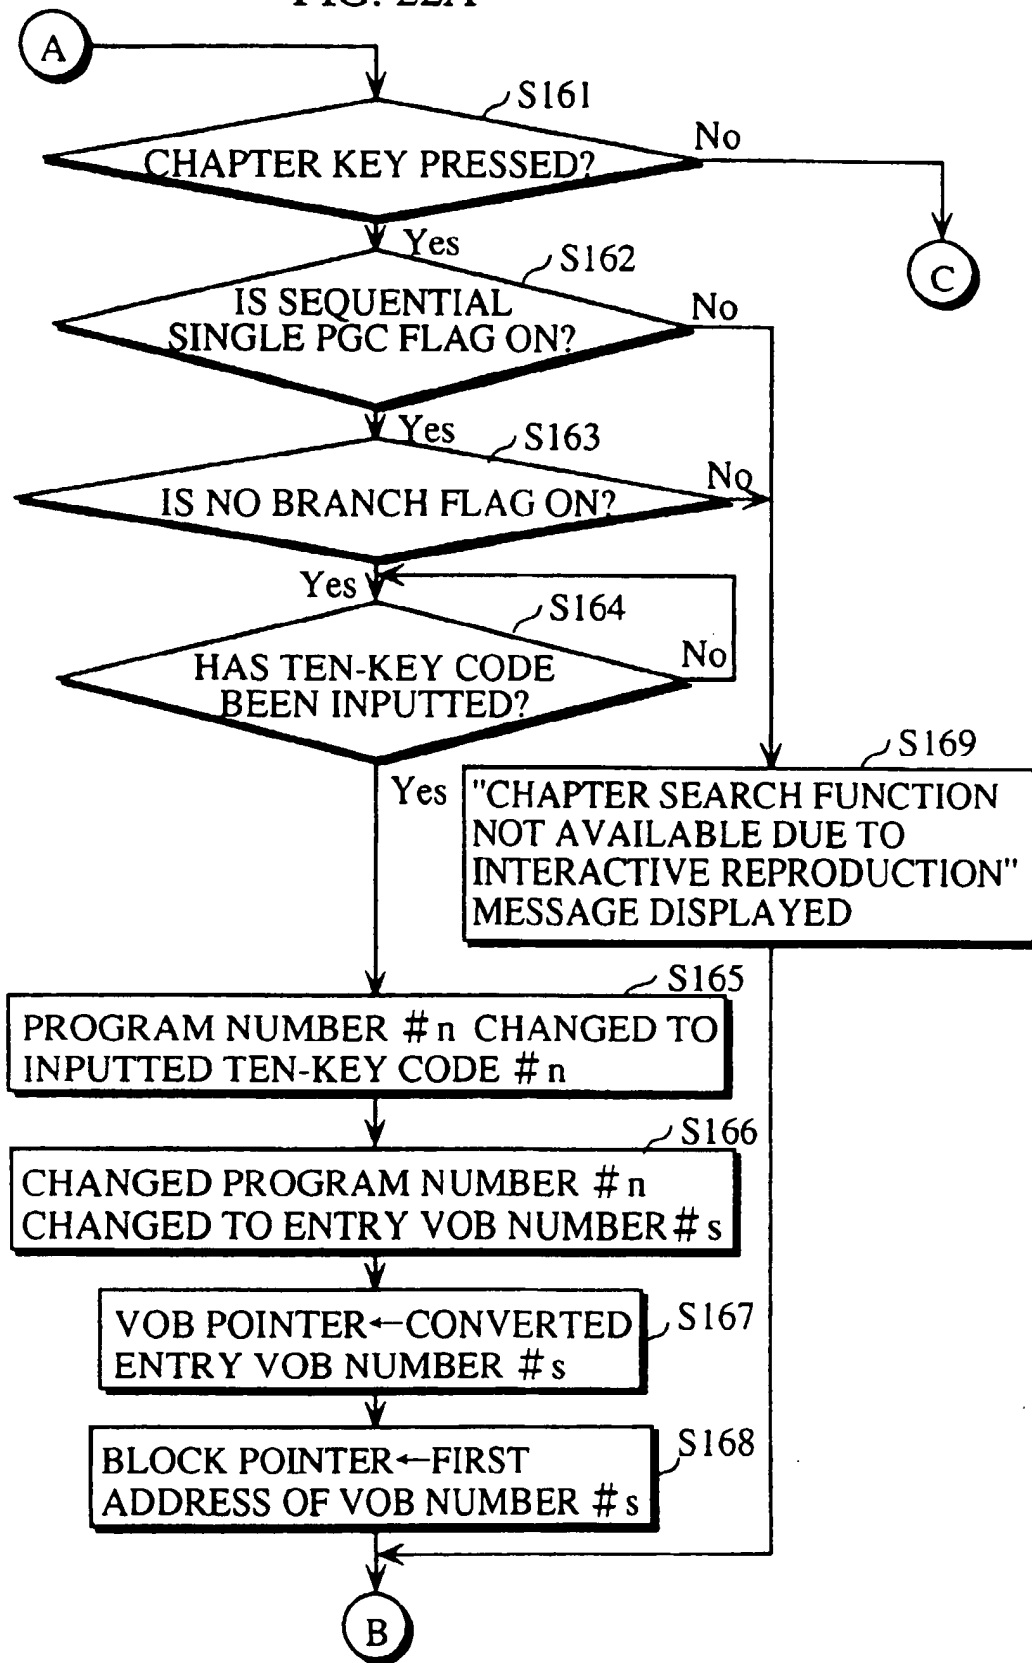 FIG. 22A
A
S161
CHAPTER KEY PRESSED?
No
Yes
C
S162
IS SEQUENTIAL
SINGLE PGC FLAG ON?
No
Yes
S163
IS NO BRANCH FLAG ON?
No
Yes
S164
HAS TEN-KEY CODE
BEEN INPUTTED?
No
Yes
S169
"CHAPTER SEARCH FUNCTION
NOT AVAILABLE DUE TO
INTERACTIVE REPRODUCTION"
MESSAGE DISPLAYED
S165
PROGRAM NUMBER #n CHANGED TO
INPUTTED TEN-KEY CODE #n
S166
CHANGED PROGRAM NUMBER #n
CHANGED TO ENTRY VOB NUMBER #s
S167
VOB POINTER←CONVERTED
ENTRY VOB NUMBER #s
S168
BLOCK POINTER←FIRST
ADDRESS OF VOB NUMBER #s
B